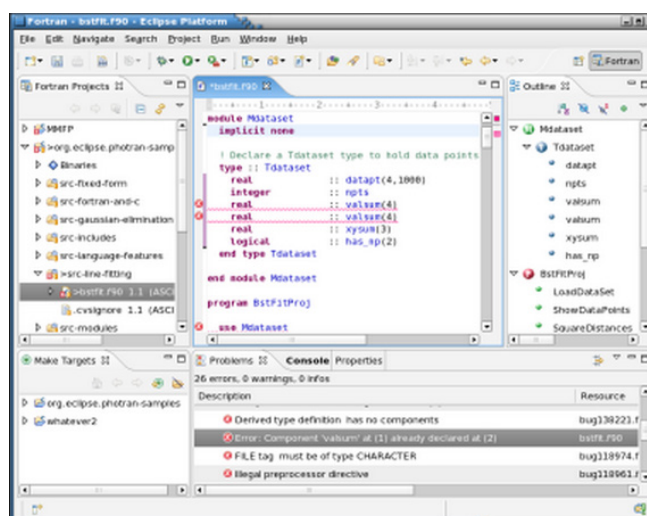 Fortran - bstfit.f90 - Eclipse Platform
File Edit Navigate Search Project Run Window Help
Fortran
Fortran Projects
MMFP
>org.eclipse.photran-samp
Binaries
src-fixed-form
src-fortran-and-c
src-gaussian-elimination
src-includes
src-language-features
>src-line-fitting
>bstfit.f90 1.1 (ASCI
.cvsignore 1.1 (ASCI
src-modules
*bstfit.f90
module Mdataset
implicit none
! Declare a Tdataset type to hold data points
type :: Tdataset
real :: datapt(4,1000)
integer :: npts
real :: valsum(4)
real :: valsum(4)
real :: xysum(3)
logical :: has_np(2)
end type Tdataset
end module Mdataset
program BstFitProj
use Mdataset
Outline
Mdataset
Tdataset
datapt
npts
valsum
valsum
xysum
has_np
BstFitProj
LoadDataSet
ShowDataPoints
SquareDistances
Make Targets
org.eclipse.photran-samples
whatever2
Problems Console Properties
26 errors, 0 warnings, 0 infos
Description Resource
Derived type definition has no components bug138221.f
Error: Component 'valsum' at (1) already declared at (2) bstfit.f90
FILE tag must be of type CHARACTER bug118974.f
Illegal preprocessor directive bug118961.f